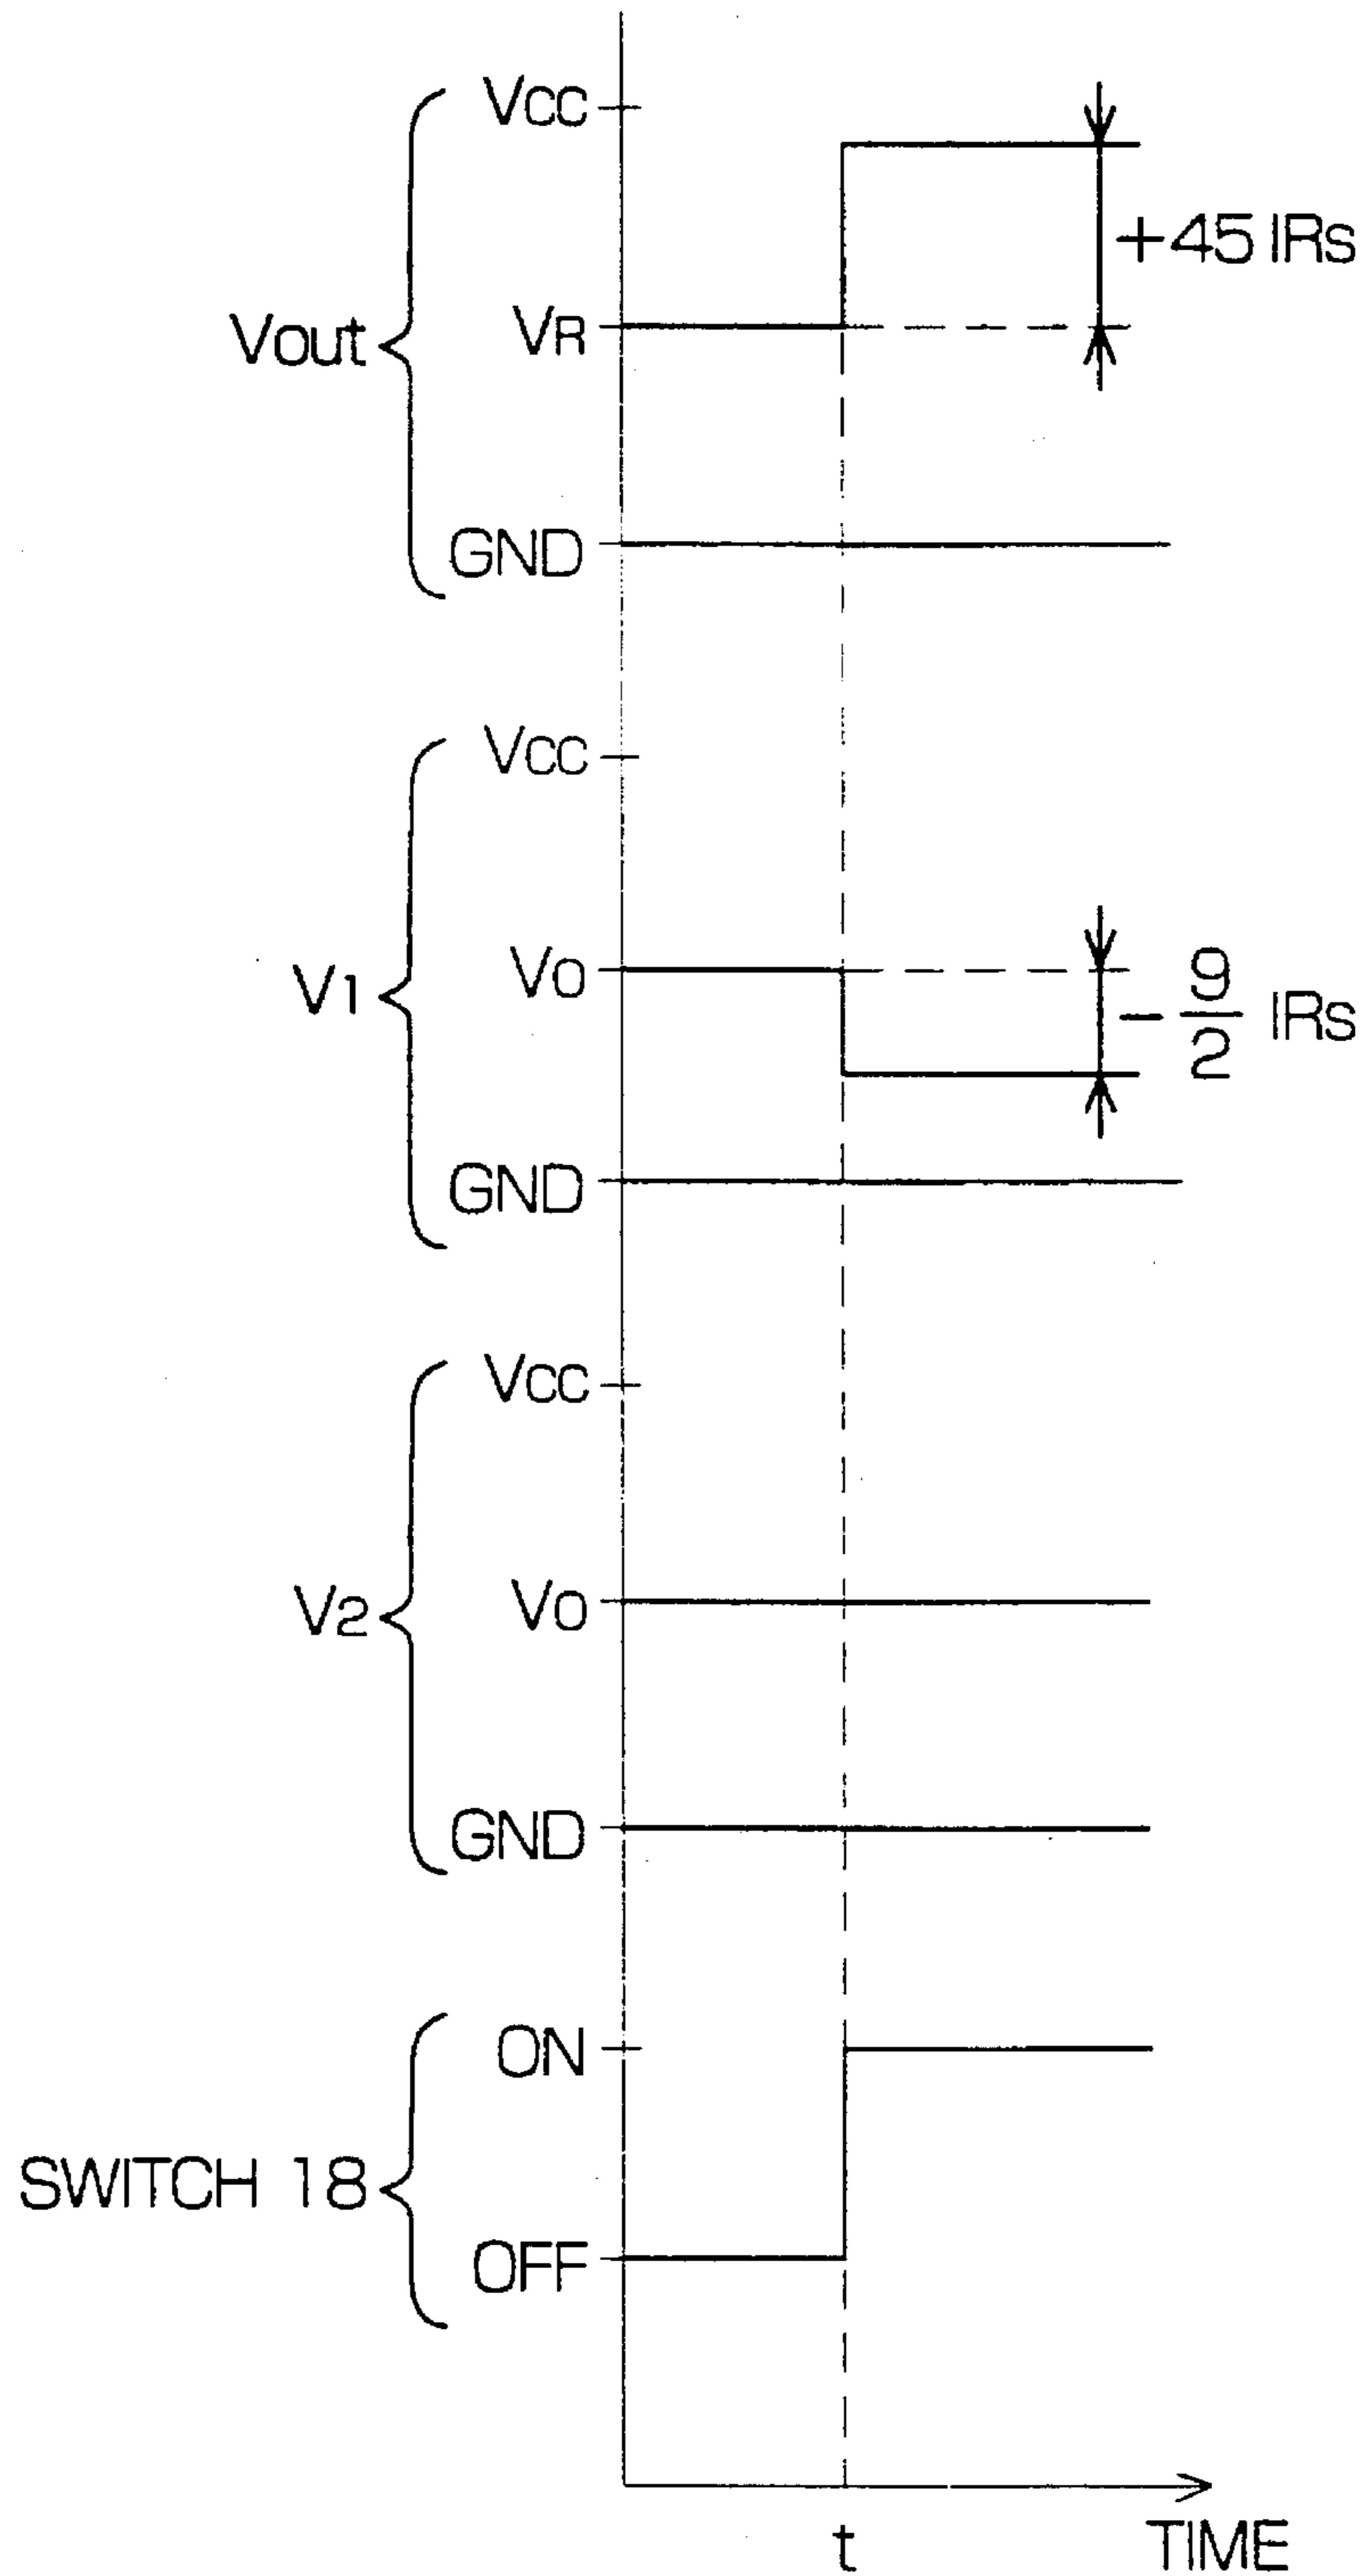 Vcc
+45 IRs
Vout
VR
GND
Vcc
V1
Vo
- 9/2 IRs
GND
Vcc
V2
Vo
GND
ON
SWITCH 18
OFF
t
TIME